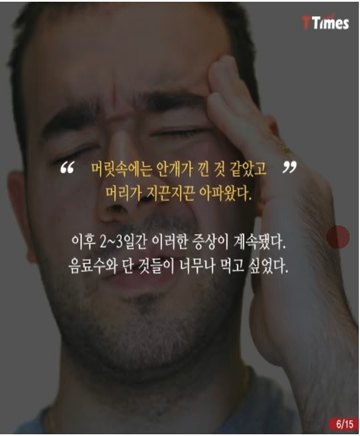 TTimes
“ 머릿속에는 안개가 낀 것 같았고 ”
머리가 지끈지끈 아파왔다.
이후 2~3일간 이러한 증상이 계속됐다.
음료수와 단 것들이 너무나 먹고 싶었다.
6/15